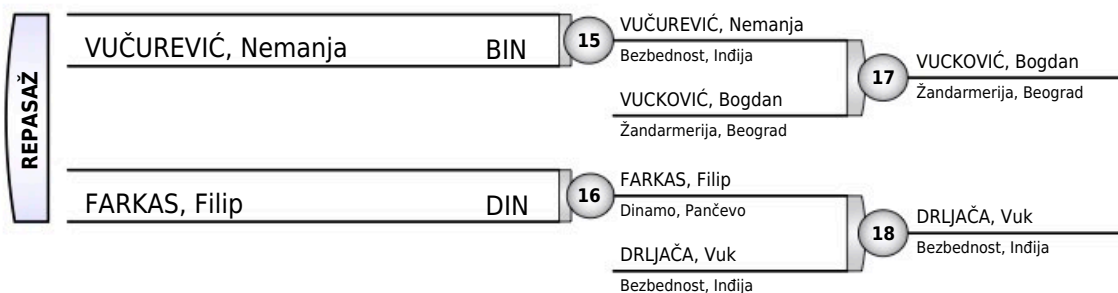 REPASAŽ
VUČUREVIĆ, Nemanja BIN
15
VUČUREVIĆ, Nemanja
Bezbednost, Inđija
VUCKOVIĆ, Bogdan
Žandarmerija, Beograd
17
VUCKOVIĆ, Bogdan
Žandarmerija, Beograd
FARKAS, Filip DIN
16
FARKAS, Filip
Dinamo, Pančevo
DRLJAČA, Vuk
Bezbednost, Inđija
18
DRLJAČA, Vuk
Bezbednost, Inđija